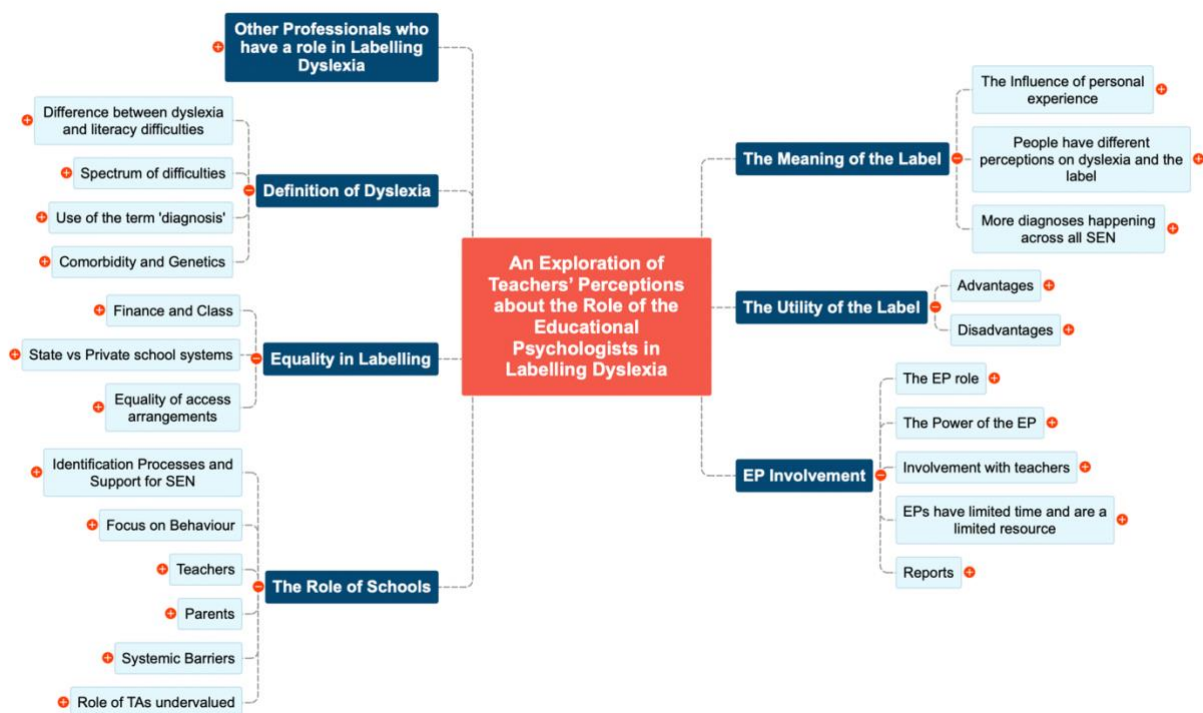 Other Professionals who
have a role in Labelling
Dyslexia
Difference between dyslexia
and literacy difficulties
Spectrum of difficulties
Use of the term 'diagnosis'
Comorbidity and Genetics
Definition of Dyslexia
Finance and Class
State vs Private school systems
Equality of access
arrangements
Equality in Labelling
Identification Processes and
Support for SEN
Focus on Behaviour
Teachers
Parents
Systemic Barriers
Role of TAs undervalued
The Role of Schools
An Exploration of
Teachers’ Perceptions
about the Role of the
Educational
Psychologists in
Labelling Dyslexia
The Meaning of the Label
The Influence of personal
experience
People have different
perceptions on dyslexia and the
label
More diagnoses happening
across all SEN
The Utility of the Label
Advantages
Disadvantages
EP Involvement
The EP role
The Power of the EP
Involvement with teachers
EPs have limited time and are a
limited resource
Reports